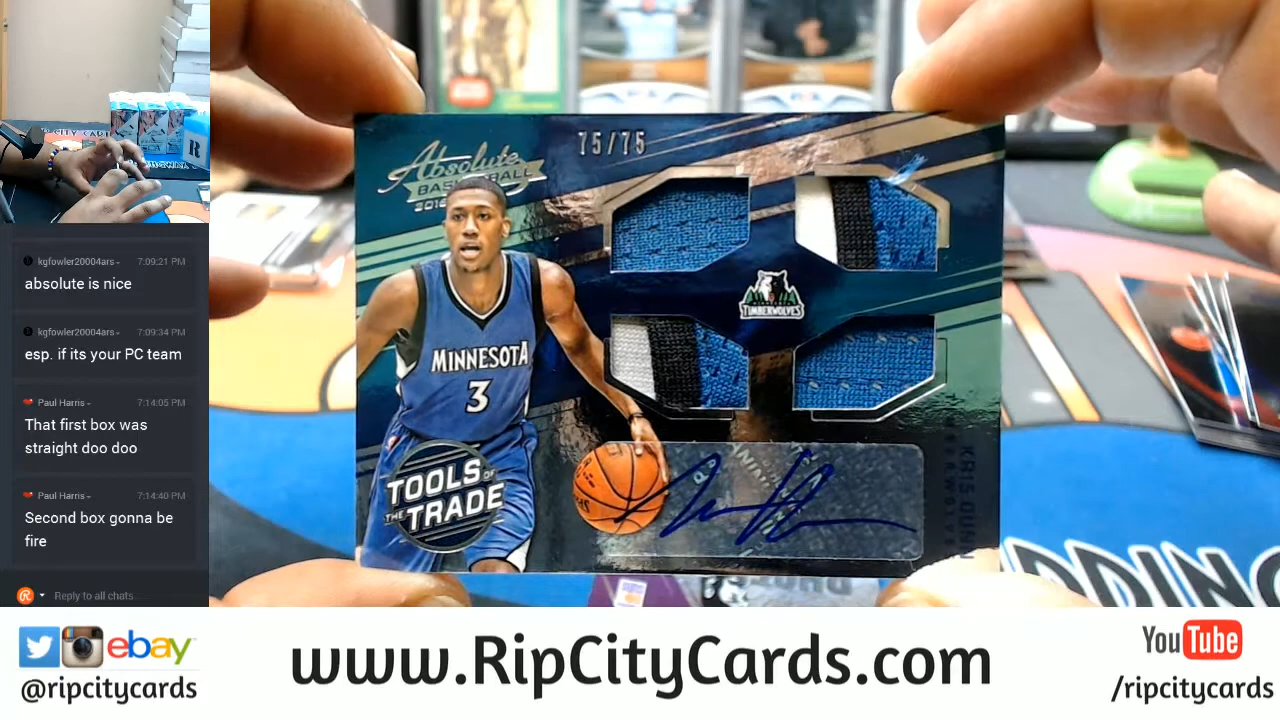 CITY CARD
R
kgfowler20004ars
7:09:21 PM
absolute is nice
kgfowler20004ars
7:09:34 PM
esp. if its your PC team
Paul Harris
7:14:05 PM
That first box was
straight doo doo
Paul Harris
7:14:40 PM
Second box gonna be
fire
Reply to all chats...
75/75
Absolute
BASKETBALL
TIMBERWOLVES
MINNESOTA
3
TOOLS
OF
THE TRADE
KRIS DUNN
DDING
ebay
@ripcitycards
www.RipCityCards.com
YouTube
/ripcitycards